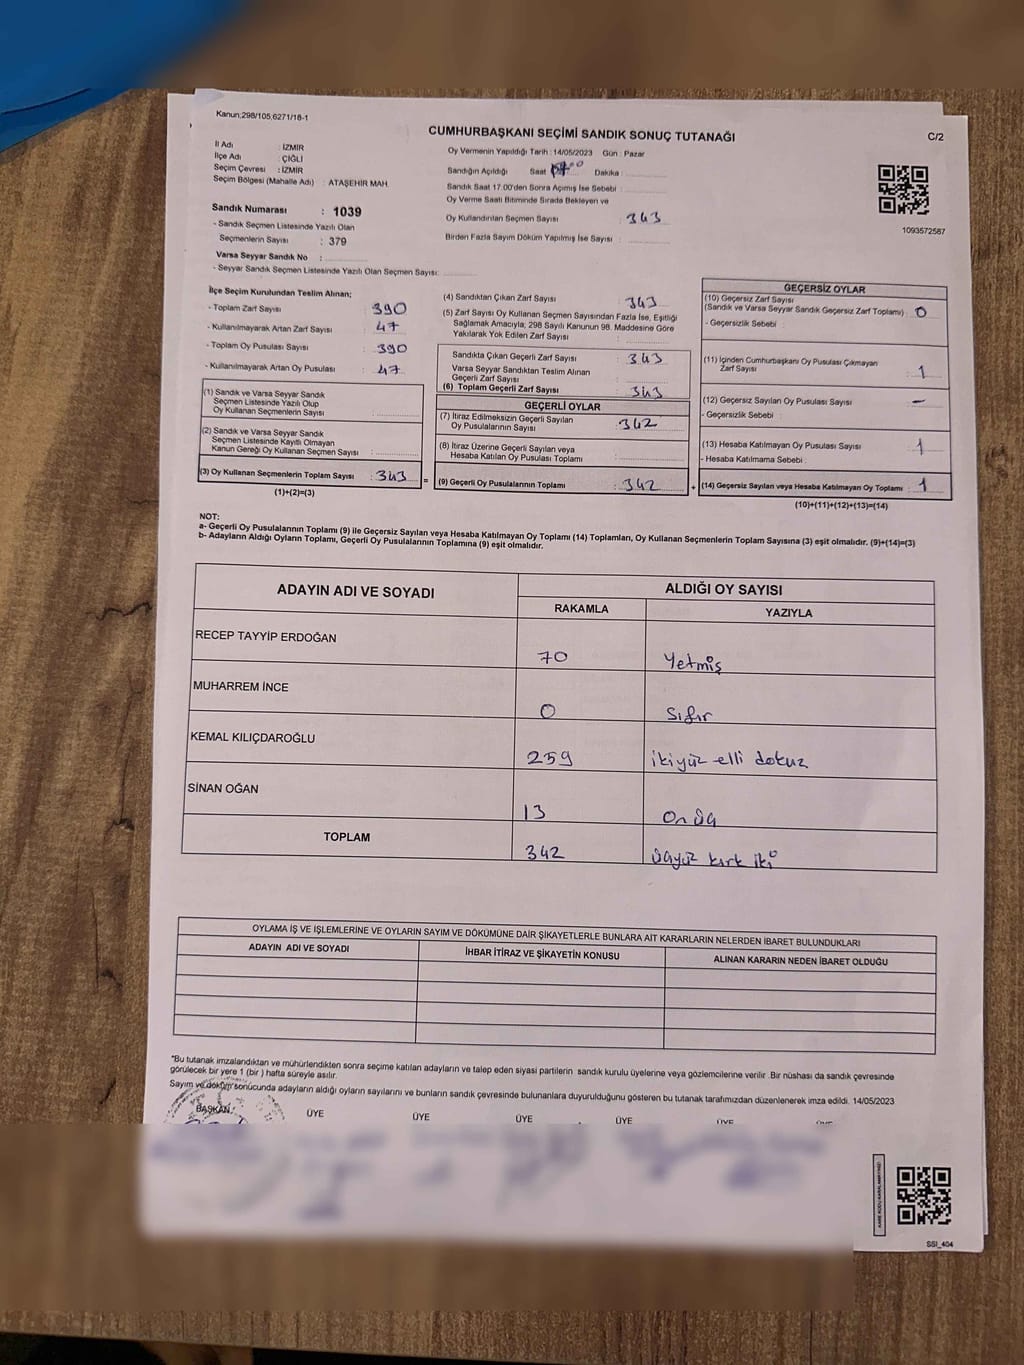 Kanun;298/105,6271/18-1
CUMHURBAŞKANI SEÇİMİ SANDIK SONUÇ TUTANAĞI
C/2
İl Adı : İZMİR
İlçe Adı : ÇİĞLİ
Seçim Çevresi : İZMİR
Seçim Bölgesi (Mahalle Adı) : ATAŞEHİR MAH.
Sandık Numarası : 1039
- Sandık Seçmen Listesinde Yazılı Olan
Seçmenlerin Sayısı : 379
Varsa Seyyar Sandık No :
- Seyyar Sandık Seçmen Listesinde Yazılı Olan Seçmen Sayısı:
Oy Vermenin Yapıldığı Tarih : 14/05/2023 Gün : Pazar
Sandığın Açıldığı Saat Dakika :
Sandık Saat 17.00'den Sonra Açımış İse Sebebi :
Oy Verme Saati Bitiminde Sırada Bekleyen ve
Oy Kullandırılan Seçmen Sayısı : 343
Birden Fazla Sayım Döküm Yapılmış İse Sayısı :
1093572587
İlçe Seçim Kurulundan Teslim Alınan;
- Toplam Zarf Sayısı : 390
- Kullanılmayarak Artan Zarf Sayısı : 47
- Toplam Oy Pusulası Sayısı : 390
- Kullanılmayarak Artan Oy Pusulası : 47
(1) Sandık ve Varsa Seyyar Sandık
Seçmen Listesinde Yazılı Olup
Oy Kullanan Seçmenlerin Sayısı :
(2) Sandık ve Varsa Seyyar Sandık
Seçmen Listesinde Kayıtlı Olmayan
Kanun Gereği Oy Kullanan Seçmen Sayısı :
(3) Oy Kullanan Seçmenlerin Toplam Sayısı : 343 =
(1)+(2)=(3)
(4) Sandıktan Çıkan Zarf Sayısı : 343
(5) Zarf Sayısı Oy Kullanan Seçmen Sayısından Fazla İse, Eşitliği
Sağlamak Amacıyla; 298 Sayılı Kanunun 98. Maddesine Göre
Yakılarak Yok Edilen Zarf Sayısı :
Sandıkta Çıkan Geçerli Zarf Sayısı : 343
Varsa Seyyar Sandıktan Teslim Alınan
Geçerli Zarf Sayısı :
(6) Toplam Geçerli Zarf Sayısı : 343
GEÇERLİ OYLAR
(7) İtiraz Edilmeksizin Geçerli Sayılan
Oy Pusulalarının Sayısı : 342
(8) İtiraz Üzerine Geçerli Sayılan veya
Hesaba Katılan Oy Pusulası Toplamı :
(9) Geçerli Oy Pusulalarının Toplamı : 342 +
GEÇERSİZ OYLAR
(10) Geçersiz Zarf Sayısı
(Sandık ve Varsa Seyyar Sandık Geçersiz Zarf Toplamı) : 0
- Geçersizlik Sebebi :
(11) İçinden Cumhurbaşkanı Oy Pusulası Çıkmayan
Zarf Sayısı : 1
(12) Geçersiz Sayılan Oy Pusulası Sayısı : -
- Geçersizlik Sebebi :
(13) Hesaba Katılmayan Oy Pusulası Sayısı : 1
- Hesaba Katılmama Sebebi :
(14) Geçersiz Sayılan veya Hesaba Katılmayan Oy Toplamı : 1
(10)+(11)+(12)+(13)=(14)
NOT:
a- Geçerli Oy Pusulalarının Toplamı (9) ile Geçersiz Sayılan veya Hesaba Katılmayan Oy Toplamı (14) Toplamları, Oy Kullanan Seçmenlerin Toplam Sayısına (3) eşit olmalıdır. (9)+(14)=(3)
b- Adayların Aldığı Oyların Toplamı, Geçerli Oy Pusulalarının Toplamına (9) eşit olmalıdır.
ADAYIN ADI VE SOYADI ALDIĞI OY SAYISI
RAKAMLA YAZIYLA
RECEP TAYYİP ERDOĞAN 70 Yetmiş
MUHARREM İNCE 0 Sıfır
KEMAL KILIÇDAROĞLU 259 ikiyüz elli dokuz
SİNAN OĞAN 13 On üç
TOPLAM 342 üçyüz kırk iki
OYLAMA İŞ VE İŞLEMLERİNE VE OYLARIN SAYIM VE DÖKÜMÜNE DAİR ŞİKAYETLERLE BUNLARA AİT KARARLARIN NELERDEN İBARET BULUNDUKLARI
ADAYIN ADI VE SOYADI İHBAR İTİRAZ VE ŞİKAYETİN KONUSU ALINAN KARARIN NEDEN İBARET OLDUĞU
*Bu tutanak imzalandıktan ve mühürlendikten sonra seçime katılan adayların ve talep eden siyasi partilerin sandık kurulu üyelerine veya gözlemcilerine verilir .Bir nüshası da sandık çevresinde
görülecek bir yere 1 (bir ) hafta süreyle asılır.
Sayım ve döküm sonucunda adayların aldığı oyların sayılarını ve bunların sandık çevresinde bulunanlara duyurulduğunu gösteren bu tutanak tarafımızdan düzenlenerek imza edildi. 14/05/2023
BAŞKAN ÜYE ÜYE ÜYE ÜYE ÜYE
SSI_404